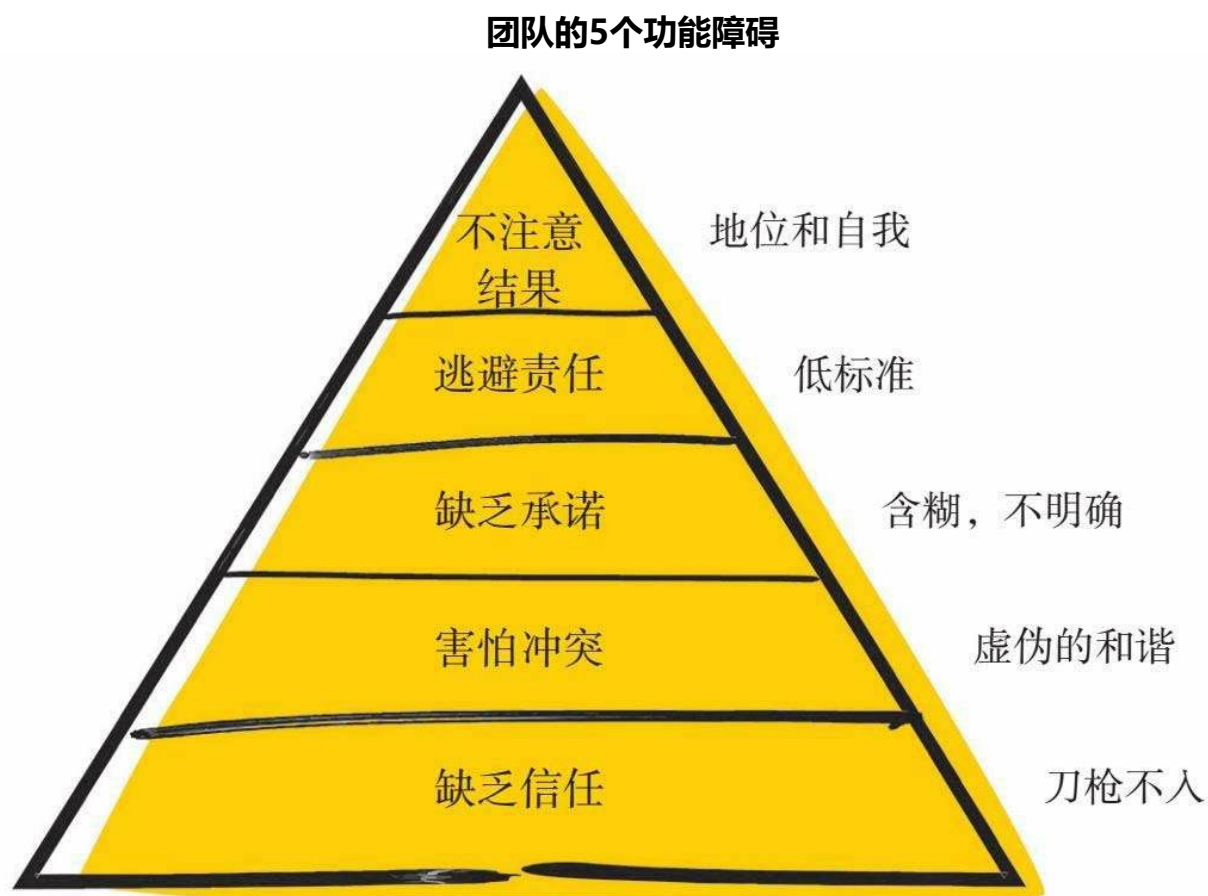 团队的5个功能障碍
不注意
结果
地位和自我
逃避责任
低标准
缺乏承诺
含糊，不明确
害怕冲突
虚伪的和谐
缺乏信任
刀枪不入